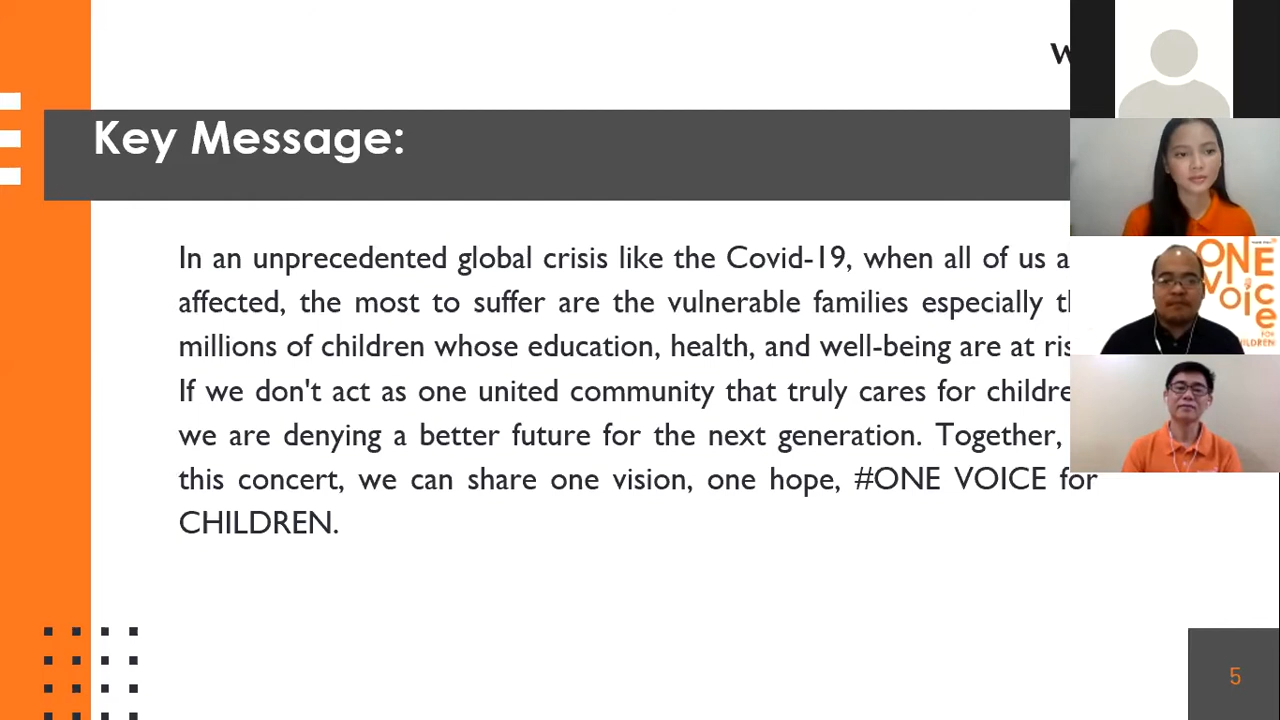 Key Message:
In an unprecedented global crisis like the Covid-19, when all of us
affected, the most to suffer are the vulnerable families especially
millions of children whose education, health, and well-being are at
If we don't act as one united community that truly cares for
we are denying a better future for the next generation. Together,
this concert, we can share one vision, one hope, #ONE VOICE for
CHILDREN.
ONE
VOICE
FOR
5